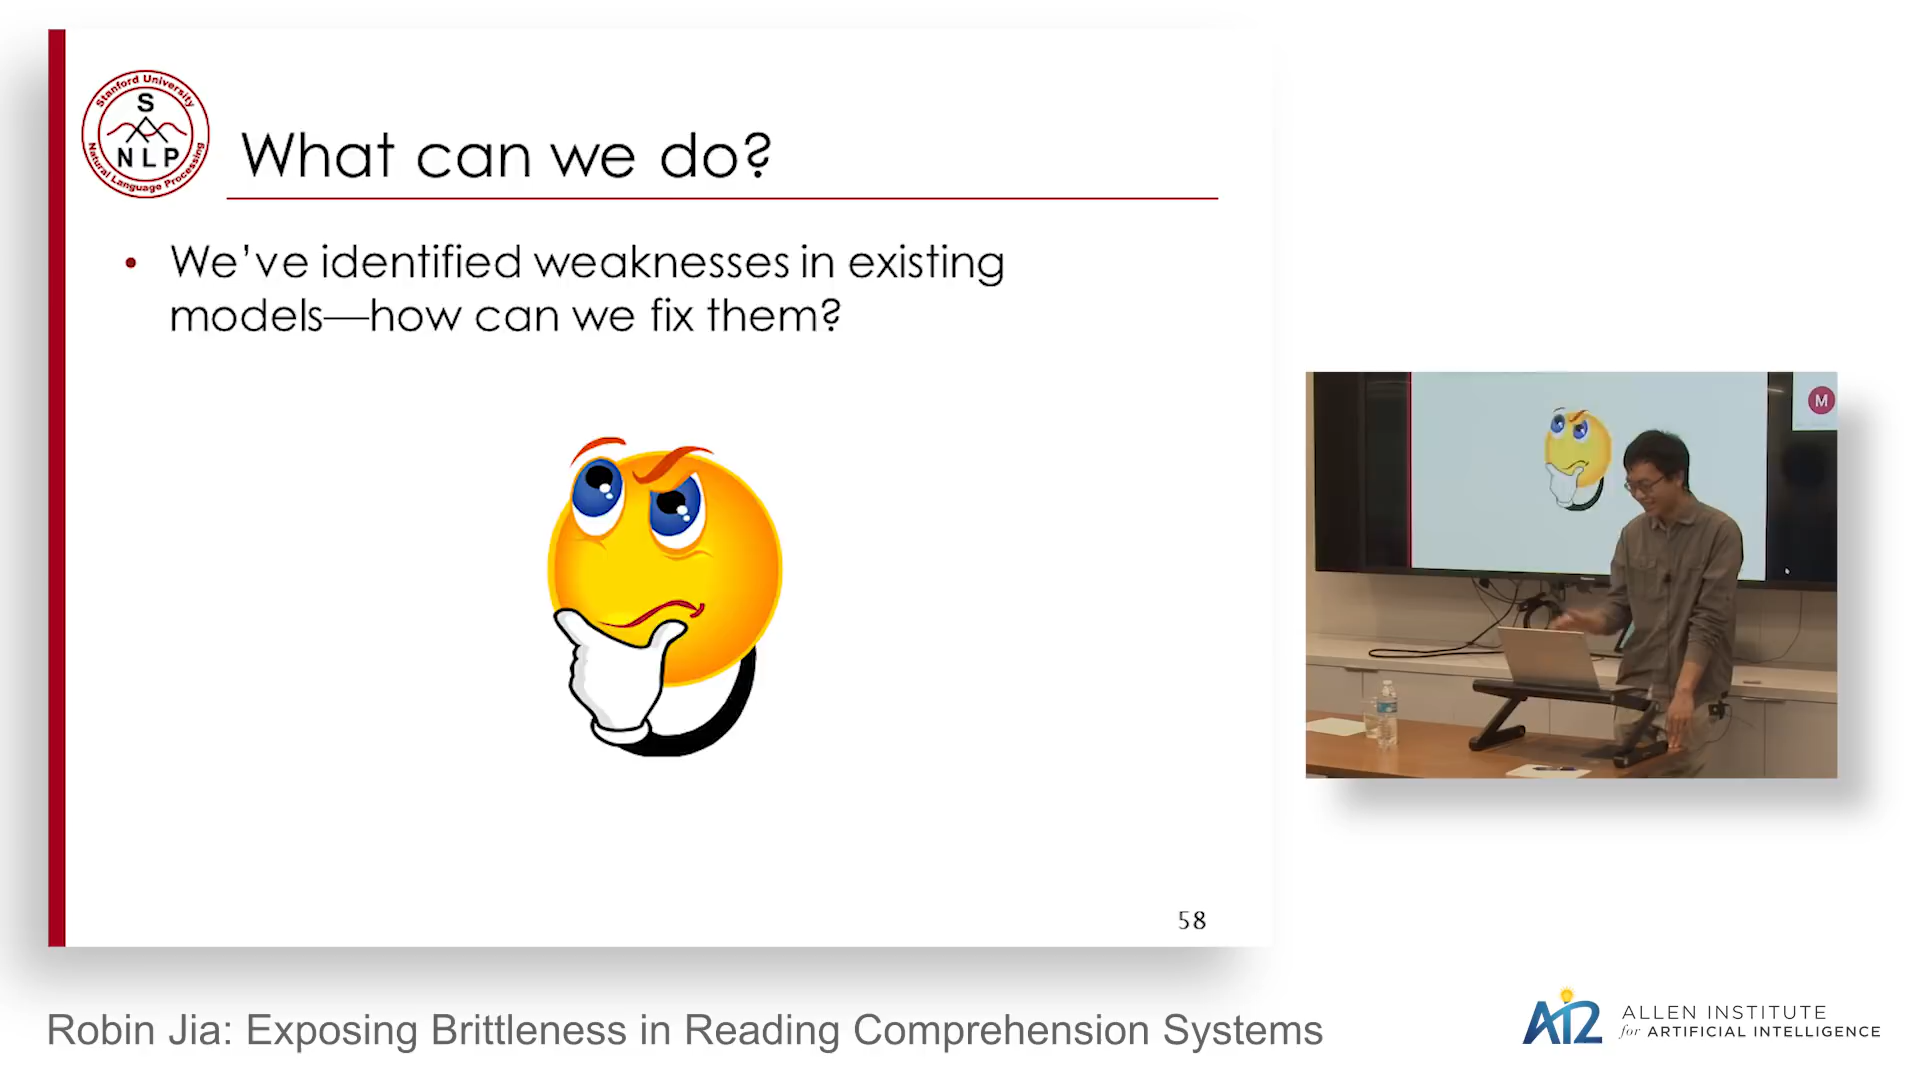 Stanford University
S
NLP
Natural Language Processing
What can we do?
• We've identified weaknesses in existing
models—how can we fix them?
M
58
Robin Jia: Exposing Brittleness in Reading Comprehension Systems
AI2
ALLEN INSTITUTE
for ARTIFICIAL INTELLIGENCE